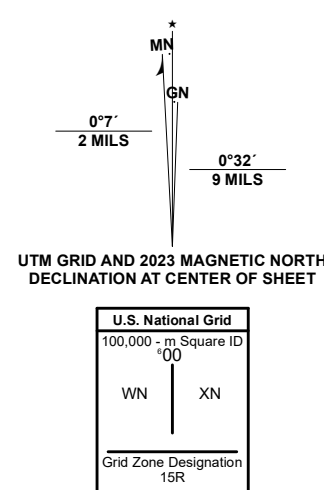 ★
MN
GN
0°7´
2 MILS
0°32´
9 MILS
UTM GRID AND 2023 MAGNETIC NORTH
DECLINATION AT CENTER OF SHEET
U.S. National Grid
100,000 - m Square ID
⁶00
WN XN
Grid Zone Designation
15R